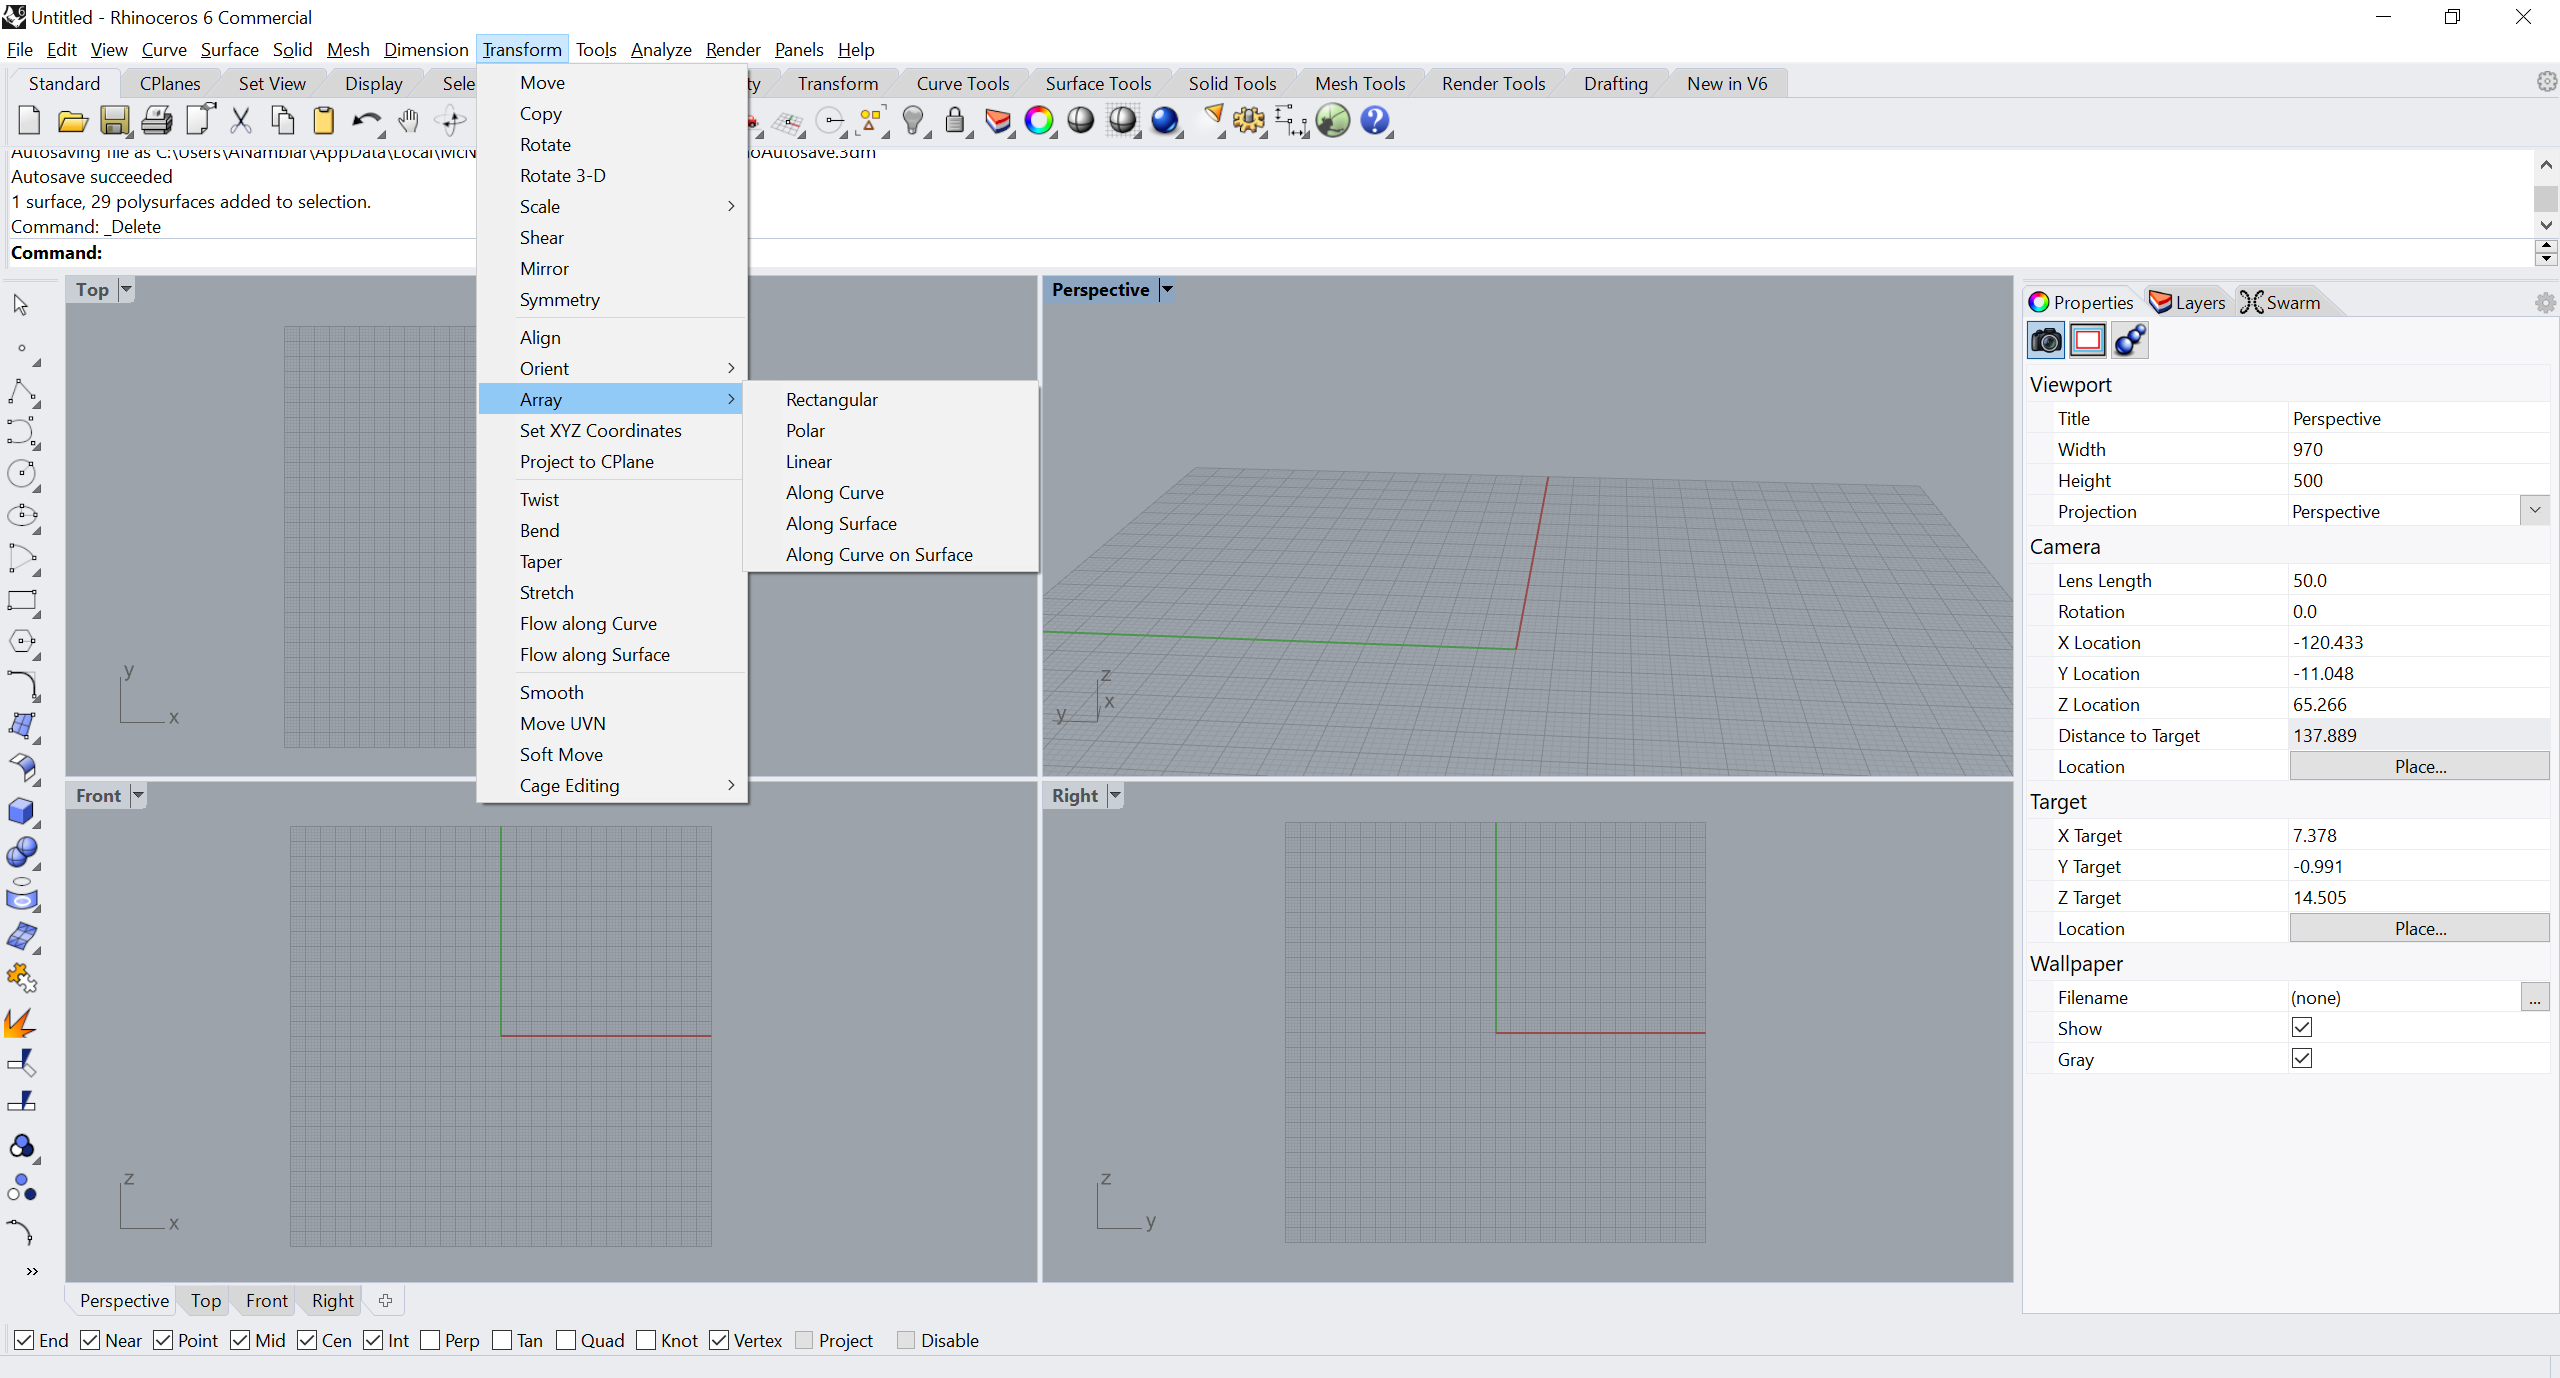 Untitled - Rhinoceros 6 Commercial
File Edit View Curve Surface Solid Mesh Dimension Transform Tools Analyze Render Panels Help
Standard CPlanes Set View Display Sele ty Transform Curve Tools Surface Tools Solid Tools Mesh Tools Render Tools Drafting New in V6
Autosaving file as C:\Users\ANambiar\AppData\Local\McN oAutosave.3dm
Autosave succeeded
1 surface, 29 polysurfaces added to selection.
Command: _Delete
Command:
Move
Copy
Rotate
Rotate 3-D
Scale
Shear
Mirror
Symmetry
Align
Orient
Array
Set XYZ Coordinates
Project to CPlane
Twist
Bend
Taper
Stretch
Flow along Curve
Flow along Surface
Smooth
Move UVN
Soft Move
Cage Editing
Rectangular
Polar
Linear
Along Curve
Along Surface
Along Curve on Surface
Top
y
x
Perspective
z
x
y
Front
z
x
Right
z
y
Properties Layers Swarm
Viewport
Title Perspective
Width 970
Height 500
Projection Perspective
Camera
Lens Length 50.0
Rotation 0.0
X Location -120.433
Y Location -11.048
Z Location 65.266
Distance to Target 137.889
Location Place...
Target
X Target 7.378
Y Target -0.991
Z Target 14.505
Location Place...
Wallpaper
Filename (none) ...
Show
Gray
Perspective Top Front Right
End Near Point Mid Cen Int Perp Tan Quad Knot Vertex Project Disable